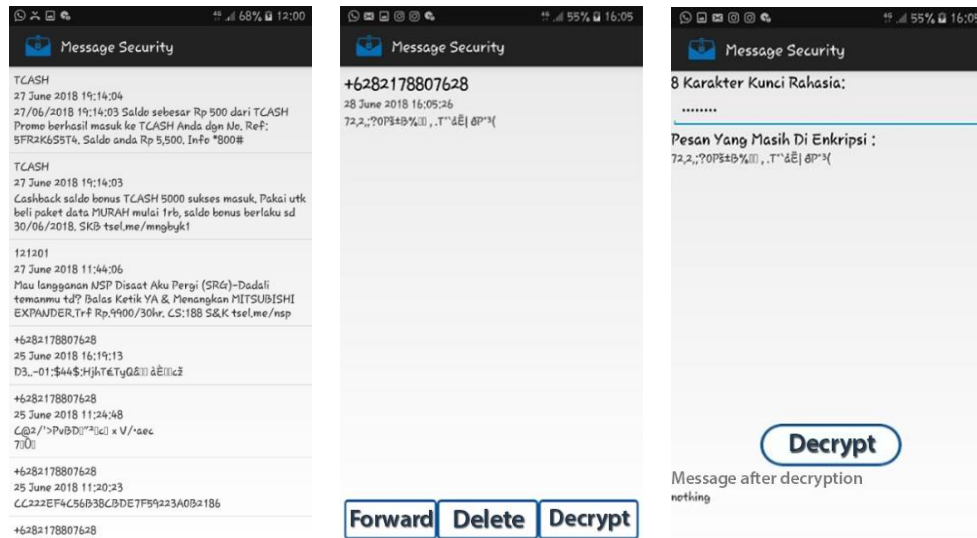 68% 12:00
Message Security
TCASH
27 June 2018 19:14:04
27/06/2018 19:14:03 Saldo sebesar Rp 500 dari TCASH
Promo berhasil masuk ke TCASH Anda dgn No. Ref:
5FR2K6S5T4. Saldo anda Rp 5,500. Info *800#
TCASH
27 June 2018 19:14:03
Cashback saldo bonus TCASH 5000 sukses masuk. Pakai utk
beli paket data MURAH mulai 1rb, saldo bonus berlaku sd
30/06/2018. SKB tsel.me/mngbyk1
121201
27 June 2018 11:44:06
Mau langganan NSP Disaat Aku Pergi (SRG)-Dadali
temanmu td? Balas Ketik YA & Menangkan MITSUBISHI
EXPANDER.Trf Rp.9900/30hr. CS:188 S&K tsel.me/nsp
+6282178807628
25 June 2018 16:19:13
+6282178807628
25 June 2018 11:24:48
+6282178807628
25 June 2018 11:20:23
CC222EF4C56B38CBDE7F59223A0B2186
+6282178807628
55% 16:05
Message Security
+6282178807628
28 June 2018 16:05:26
Forward Delete Decrypt
55% 16:05
Message Security
8 Karakter Kunci Rahasia:
........
Pesan Yang Masih Di Enkripsi :
Decrypt
Message after decryption
nothing